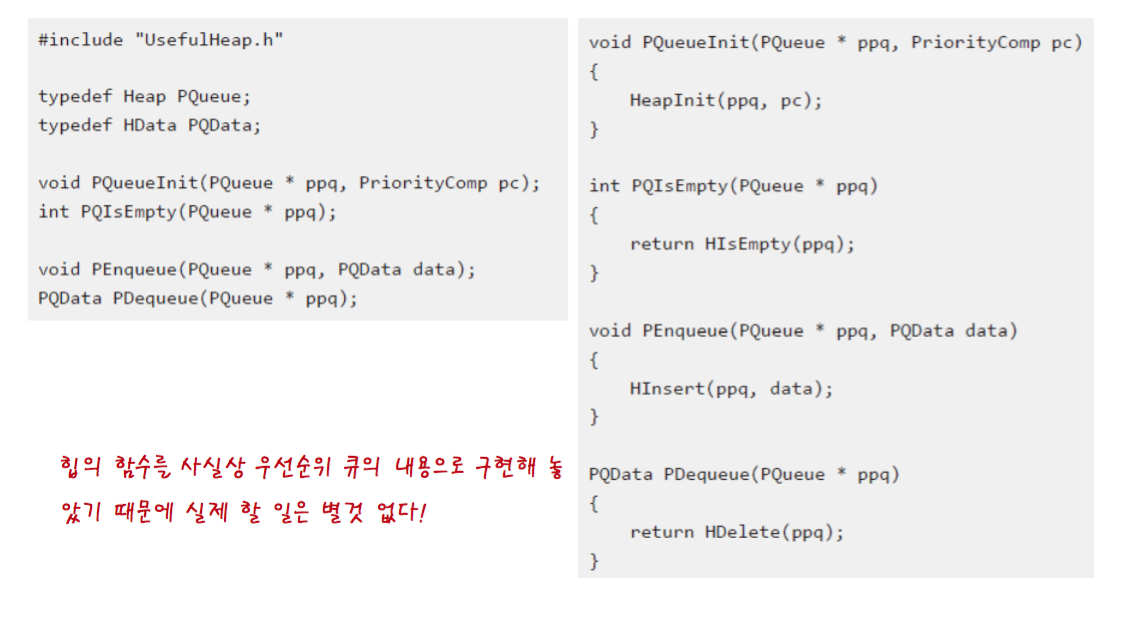 #include "UsefulHeap.h"
typedef Heap PQueue;
typedef HData PQData;
void PQueueInit(PQueue * ppq, PriorityComp pc);
int PQIsEmpty(PQueue * ppq);
void PEnqueue(PQueue * ppq, PQData data);
PQData PDequeue(PQueue * ppq);
힙의 함수를 사실상 우선순위 큐의 내용으로 구현해 놓
았기 때문에 실제 할 일은 별것 없다!
void PQueueInit(PQueue * ppq, PriorityComp pc)
{
    HeapInit(ppq, pc);
}
int PQIsEmpty(PQueue * ppq)
{
    return HIsEmpty(ppq);
}
void PEnqueue(PQueue * ppq, PQData data)
{
    HInsert(ppq, data);
}
PQData PDequeue(PQueue * ppq)
{
    return HDelete(ppq);
}